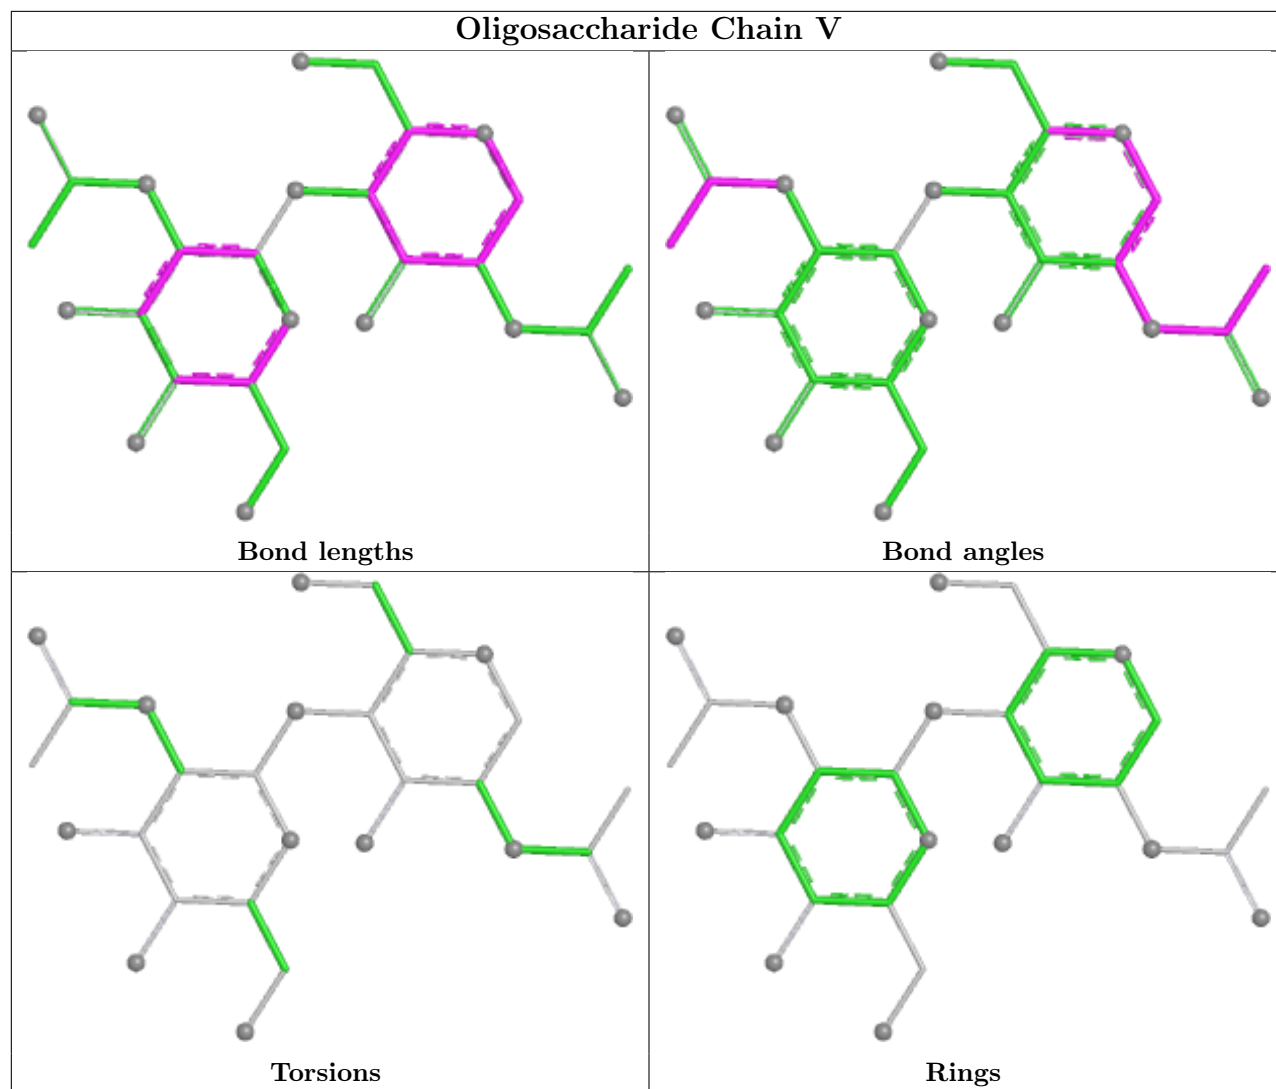 Oligosaccharide Chain V
Bond lengths
Bond angles
Torsions
Rings